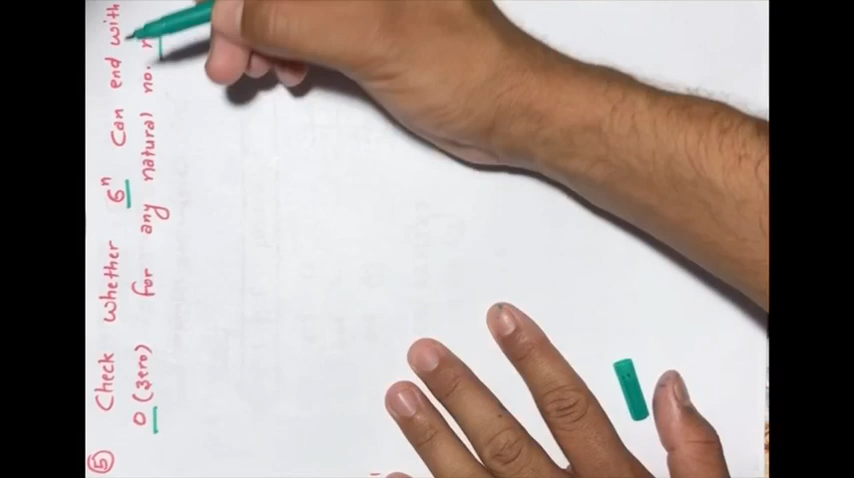 ⑤ Check whether 6ⁿ can end with
0 (zero) for any natural no. n